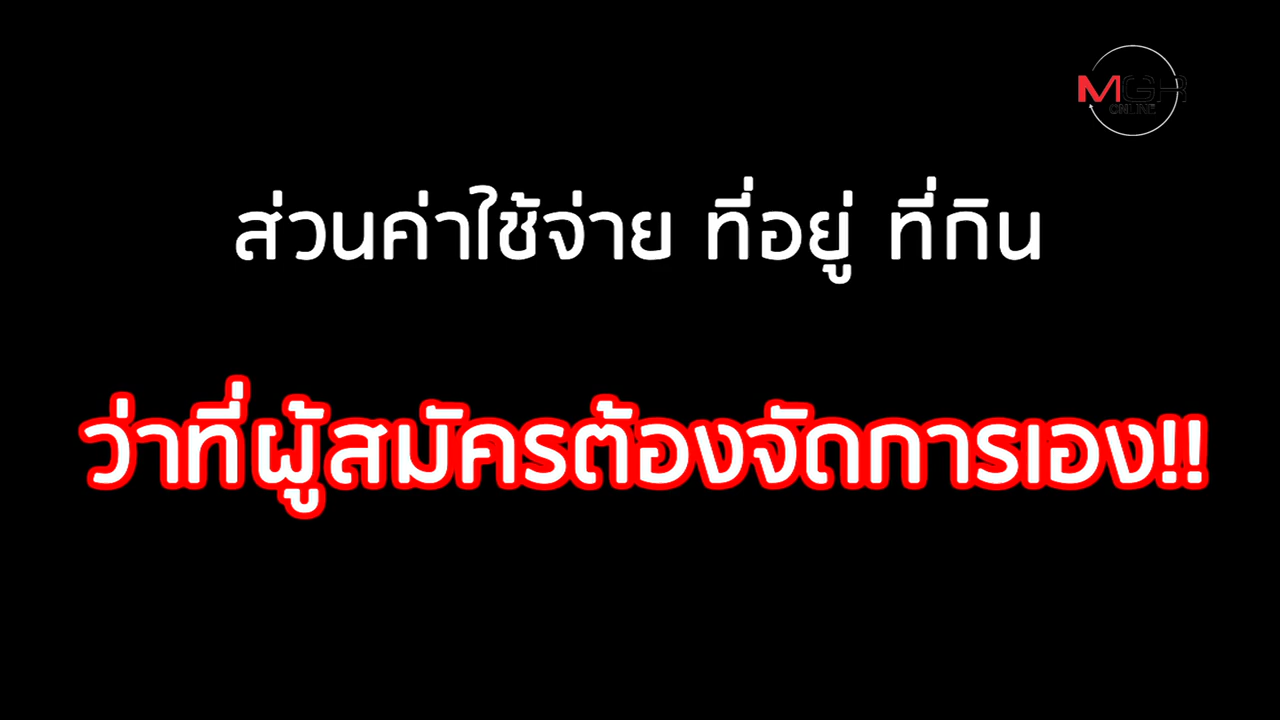 MGR
ONLINE
ส่วนค่าใช้จ่าย ที่อยู่ ที่กิน
ว่าที่ผู้สมัครต้องจัดการเอง!!